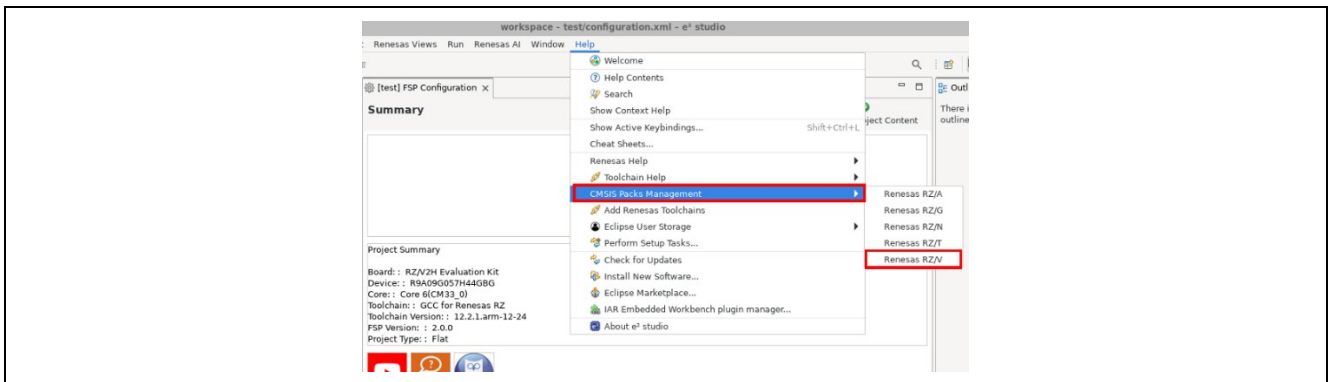 workspace - test/configuration.xml - e² studio
Renesas Views Run Renesas AI Window Help
[test] FSP Configuration
Summary
Welcome
Help Contents
Search
Show Context Help
Show Active Keybindings... Shift+Ctrl+L
Cheat Sheets...
Renesas Help
Toolchain Help
CMSIS Packs Management
Add Renesas Toolchains
Eclipse User Storage
Perform Setup Tasks...
Check for Updates
Install New Software...
Eclipse Marketplace...
IAR Embedded Workbench plugin manager...
About e² studio
Renesas RZ/A
Renesas RZ/G
Renesas RZ/N
Renesas RZ/T
Renesas RZ/V
ject Content
Outl
There i
outline
Project Summary
Board: : RZ/V2H Evaluation Kit
Device: : R9A09G057H44GBG
Core: : Core 6(CM33_0)
Toolchain: : GCC for Renesas RZ
Toolchain Version: : 12.2.1.arm-12-24
FSP Version: : 2.0.0
Project Type: : Flat